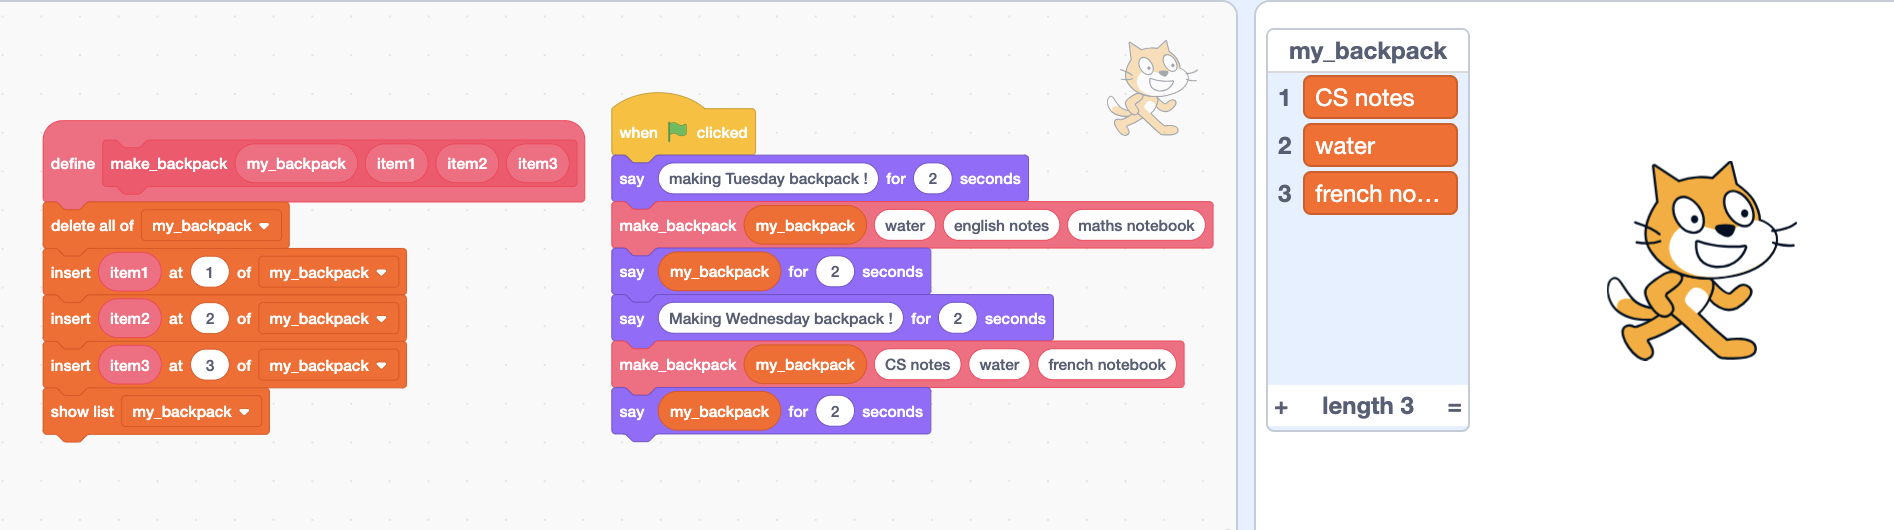 define make_backpack my_backpack item1 item2 item3
delete all of my_backpack
insert item1 at 1 of my_backpack
insert item2 at 2 of my_backpack
insert item3 at 3 of my_backpack
show list my_backpack
when clicked
say making Tuesday backpack ! for 2 seconds
make_backpack my_backpack water english notes maths notebook
say my_backpack for 2 seconds
say Making Wednesday backpack ! for 2 seconds
make_backpack my_backpack CS notes water french notebook
say my_backpack for 2 seconds
my_backpack
1 CS notes
2 water
3 french no...
+ length 3 =